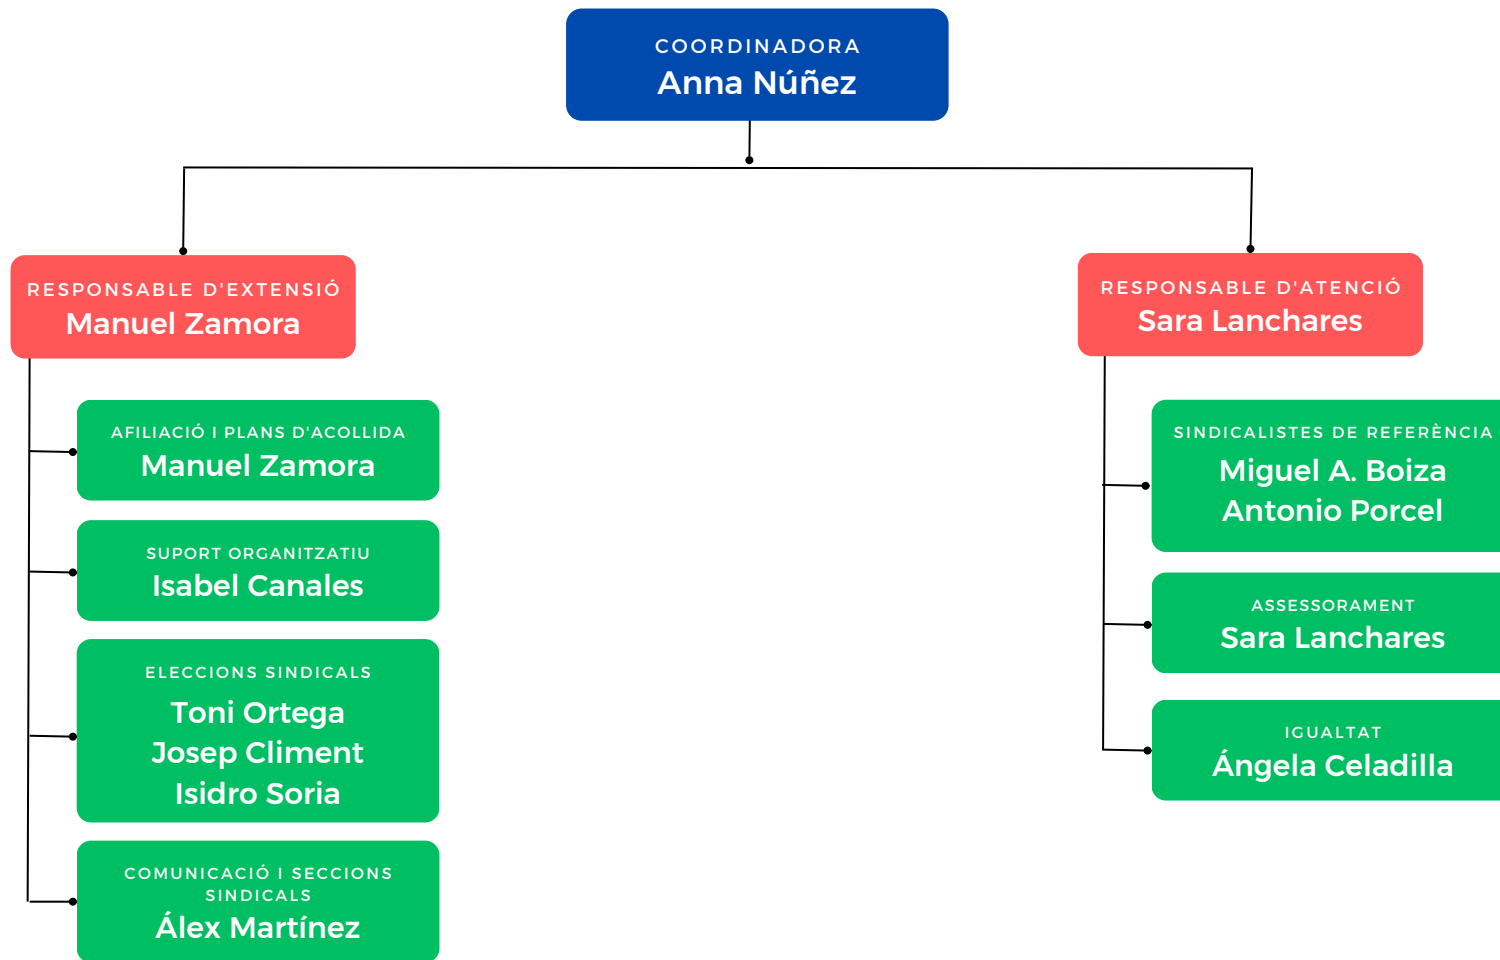 COORDINADORA
Anna Núñez
RESPONSABLE D'EXTENSIÓ
Manuel Zamora
AFILIACIÓ I PLANS D'ACOLLIDA
Manuel Zamora
SUPORT ORGANITZATIU
Isabel Canales
ELECCIONS SINDICALS
Toni Ortega
Josep Climent
Isidro Soria
COMUNICACIÓ I SECCIONS
SINDICALS
Álex Martínez
RESPONSABLE D'ATENCIÓ
Sara Lanchares
SINDICALISTES DE REFERÈNCIA
Miguel A. Boiza
Antonio Porcel
ASSESSORAMENT
Sara Lanchares
IGUALTAT
Ángela Celadilla